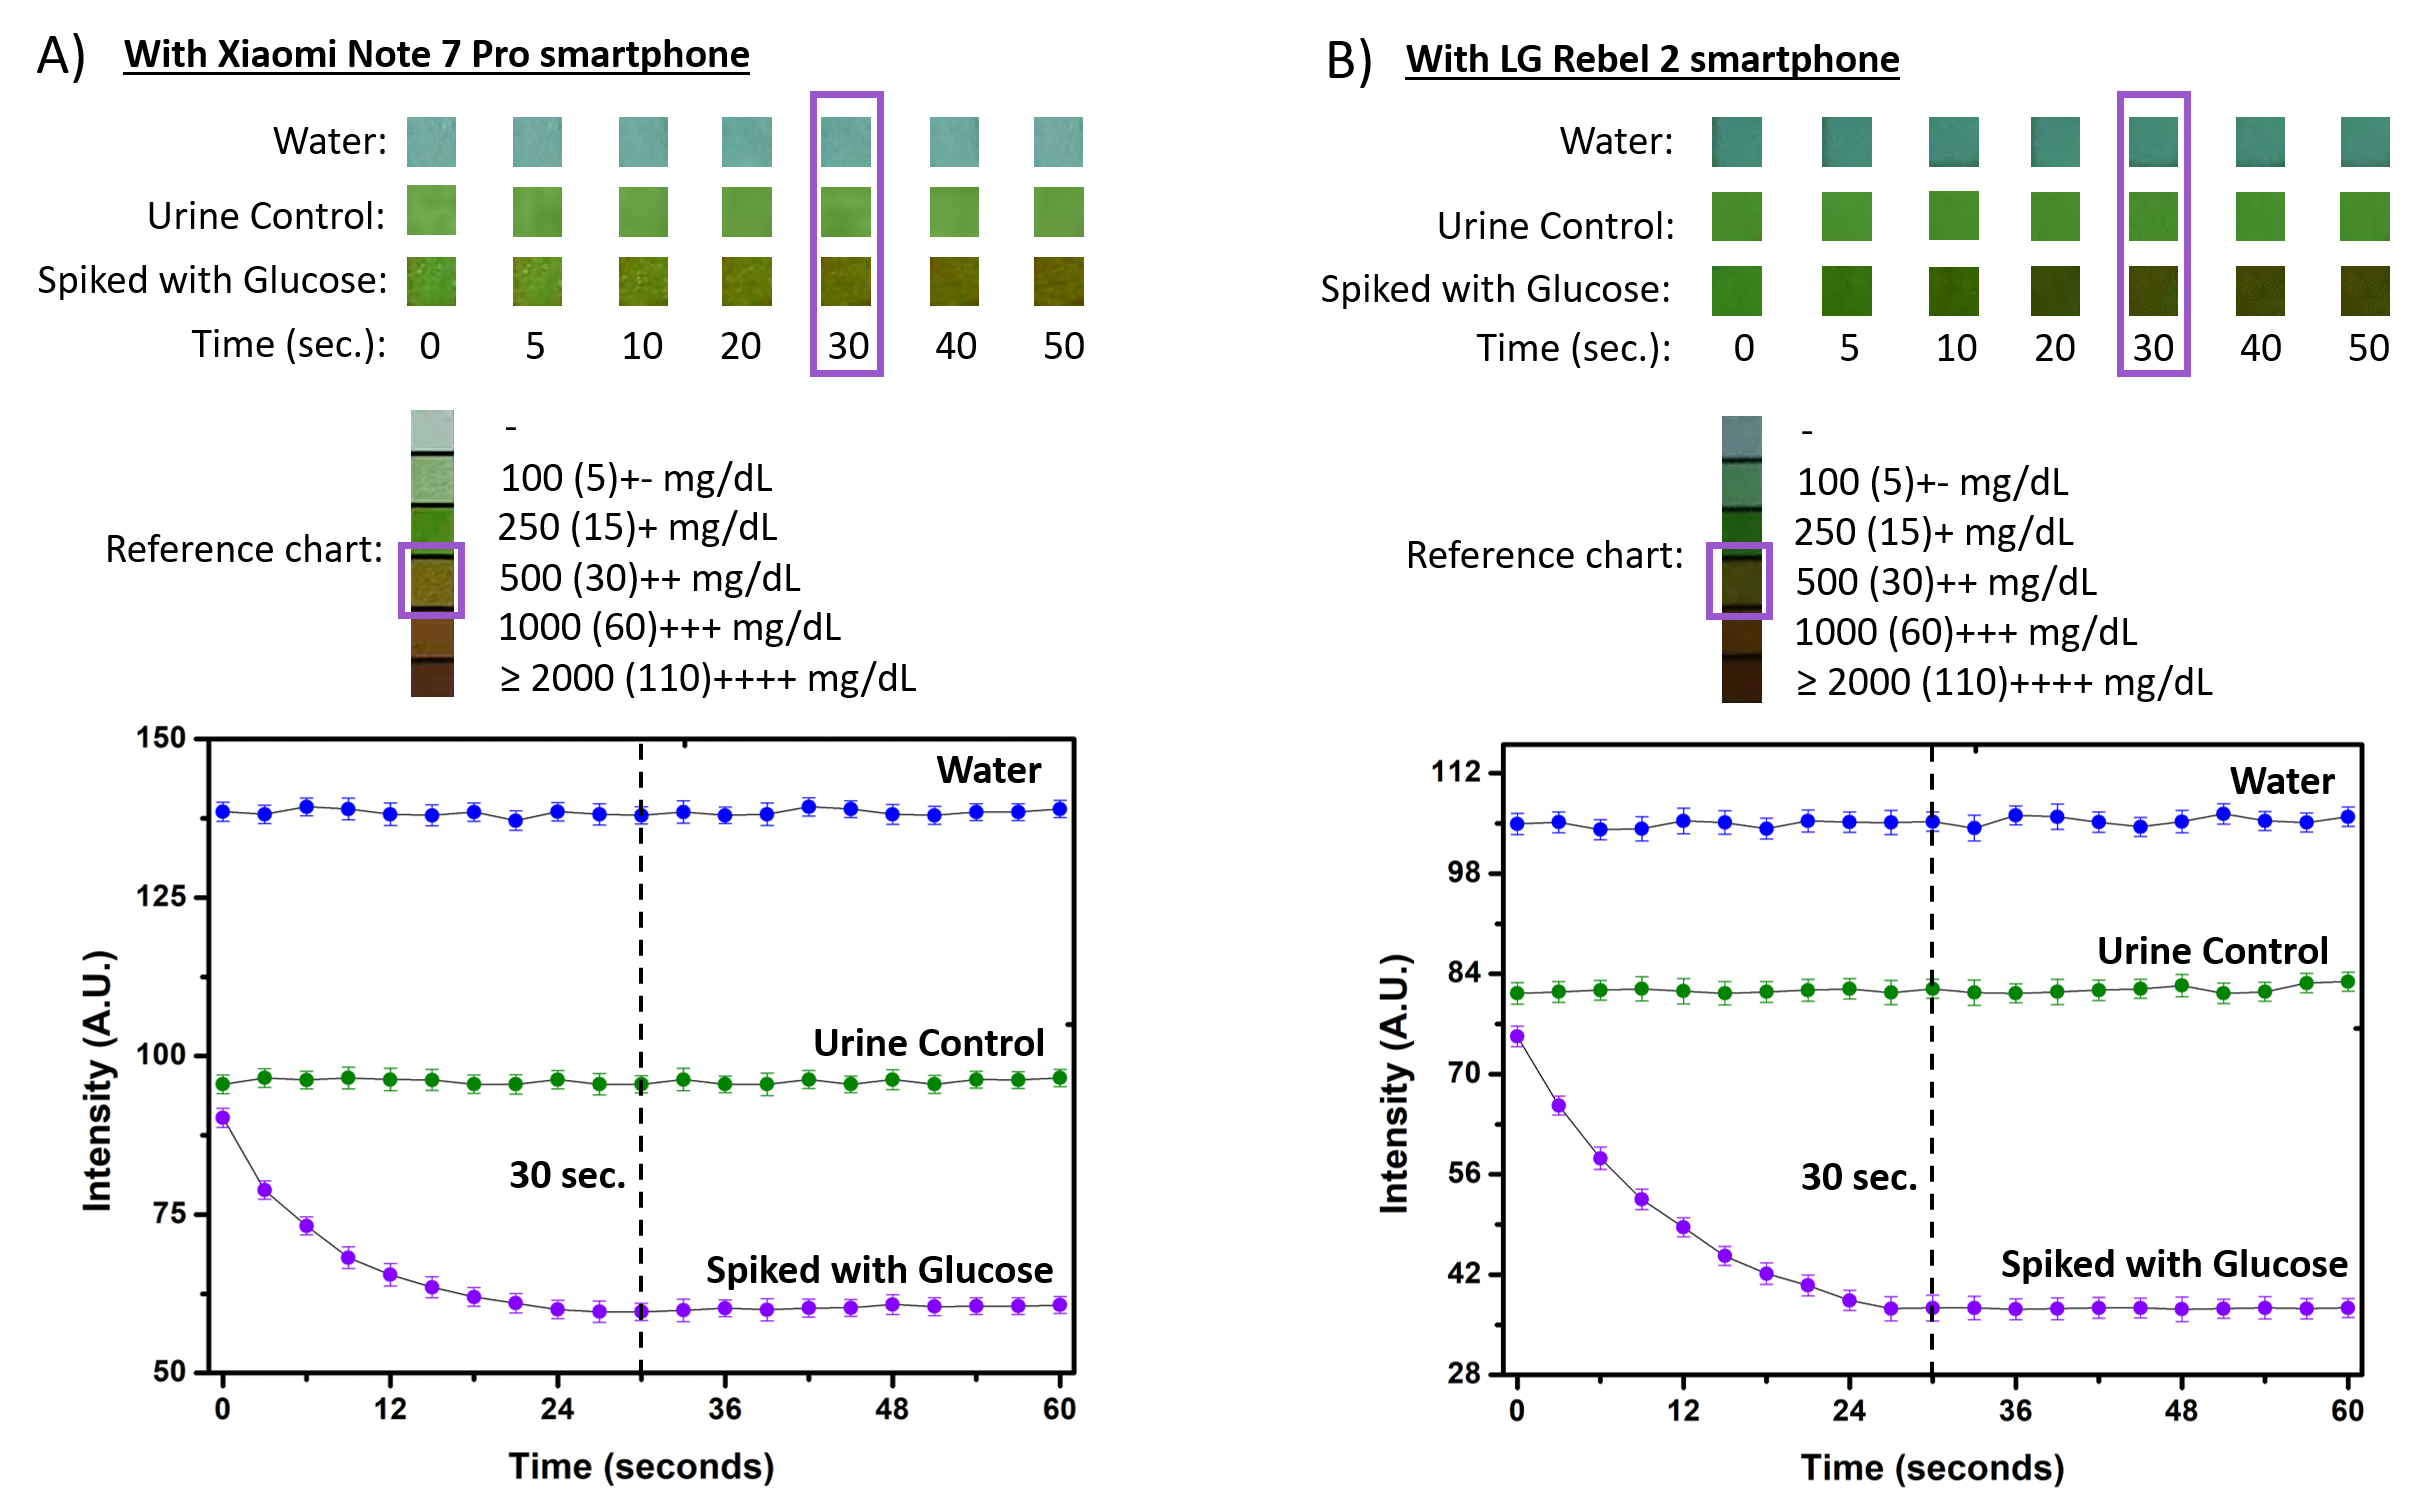 A) With Xiaomi Note 7 Pro smartphone
Water:
Urine Control:
Spiked with Glucose:
Time (sec.): 0 5 10 20 30 40 50
-
100 (5)+- mg/dL
250 (15)+ mg/dL
Reference chart:
500 (30)++ mg/dL
1000 (60)+++ mg/dL
≥ 2000 (110)++++ mg/dL
150
Water
125
Intensity (A.U.)
100
Urine Control
30 sec.
75
Spiked with Glucose
50
0 12 24 36 48 60
Time (seconds)
B) With LG Rebel 2 smartphone
Water:
Urine Control:
Spiked with Glucose:
Time (sec.): 0 5 10 20 30 40 50
-
100 (5)+- mg/dL
250 (15)+ mg/dL
Reference chart:
500 (30)++ mg/dL
1000 (60)+++ mg/dL
≥ 2000 (110)++++ mg/dL
112
Water
98
Urine Control
84
Intensity (A.U.)
70
56
30 sec.
Spiked with Glucose
42
28
0 12 24 36 48 60
Time (seconds)